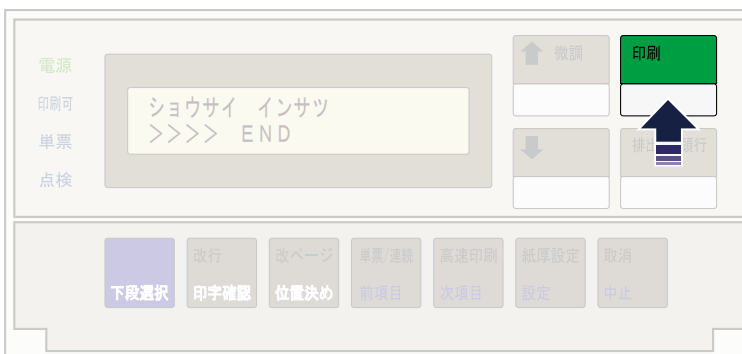 電源
印刷可
単票
点検
ショウサイ インサツ
>>>> END
微調
印刷
排出
行
下段選択
改行
印字確認
改ページ
位置決め
単票/連続
前項目
高速印刷
次項目
紙厚設定
設定
取消
中止